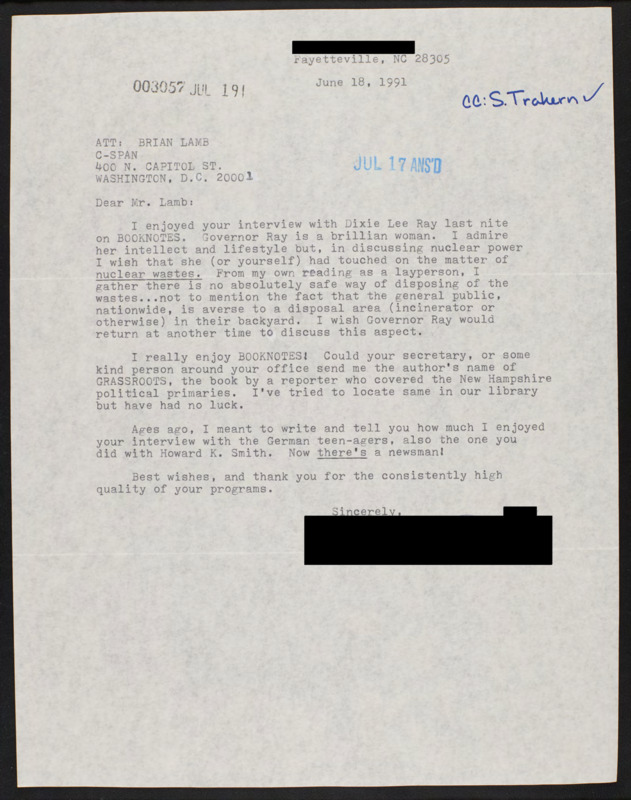 Fayetteville, NC 28305
June 18, 1991
003057 JUL 19!
cc: S. Trahern ✓
ATT: BRIAN LAMB
C-SPAN
400 N. CAPITOL ST.
WASHINGTON, D.C. 20001
JUL 17 ANS'D
Dear Mr. Lamb:
I enjoyed your interview with Dixie Lee Ray last nite
on BOOKNOTES. Governor Ray is a brillian woman. I admire
her intellect and lifestyle but, in discussing nuclear power
I wish that she (or yourself) had touched on the matter of
nuclear wastes. From my own reading as a layperson, I
gather there is no absolutely safe way of disposing of the
wastes...not to mention the fact that the general public,
nationwide, is averse to a disposal area (incinerator or
otherwise) in their backyard. I wish Governor Ray would
return at another time to discuss this aspect.
I really enjoy BOOKNOTES! Could your secretary, or some
kind person around your office send me the author's name of
GRASSROOTS, the book by a reporter who covered the New Hampshire
political primaries. I've tried to locate same in our library
but have had no luck.
Ages ago, I meant to write and tell you how much I enjoyed
your interview with the German teen-agers, also the one you
did with Howard K. Smith. Now there's a newsman!
Best wishes, and thank you for the consistently high
quality of your programs.
Sincerely,